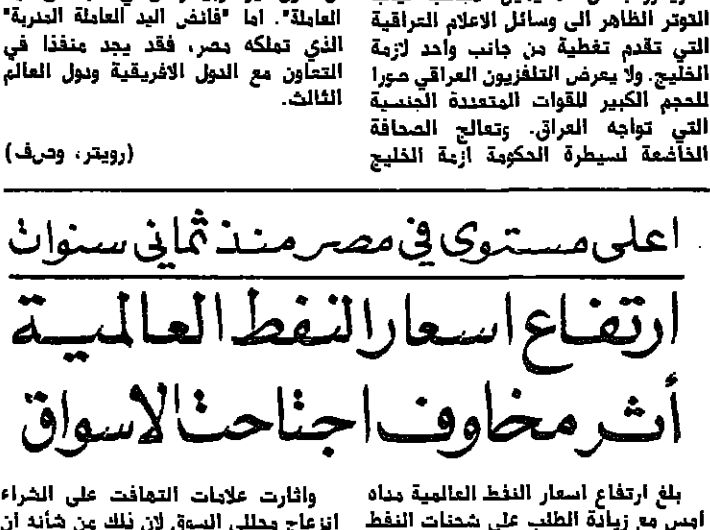 التوتر الظاهر الى وسائل الاعلام العراقية
التي تقدم تغطية من جانب واحد لازمة
الخليج. ولا يعرض التلفزيون العراقي صورا
للحجم الكبير للقوات المتعددة الجنسية
التي تواجه العراق. وتعالج الصحافة
الخاضعة لسيطرة الحكومة ازمة الخليج
العاملة". اما "فائض اليد العاملة المدربة"
الذي تملكه مصر، فقد يجد منفذا في
التعاون مع الدول الافريقية ودول العالم
الثالث.
(رويتر، وص‌ف)
اعلى مستوى في مصر منذ ثماني سنوات
ارتفاع اسعار النفط العالمية
أثر مخاوف اجتاحت الاسواق
بلغ ارتفاع اسعار النفط العالمية مداه
امس مع زيادة الطلب على شحنات النفط
واثارت علامات التهافت على الشراء
انزعاج محللي السوق لان ذلك من شأنه ان